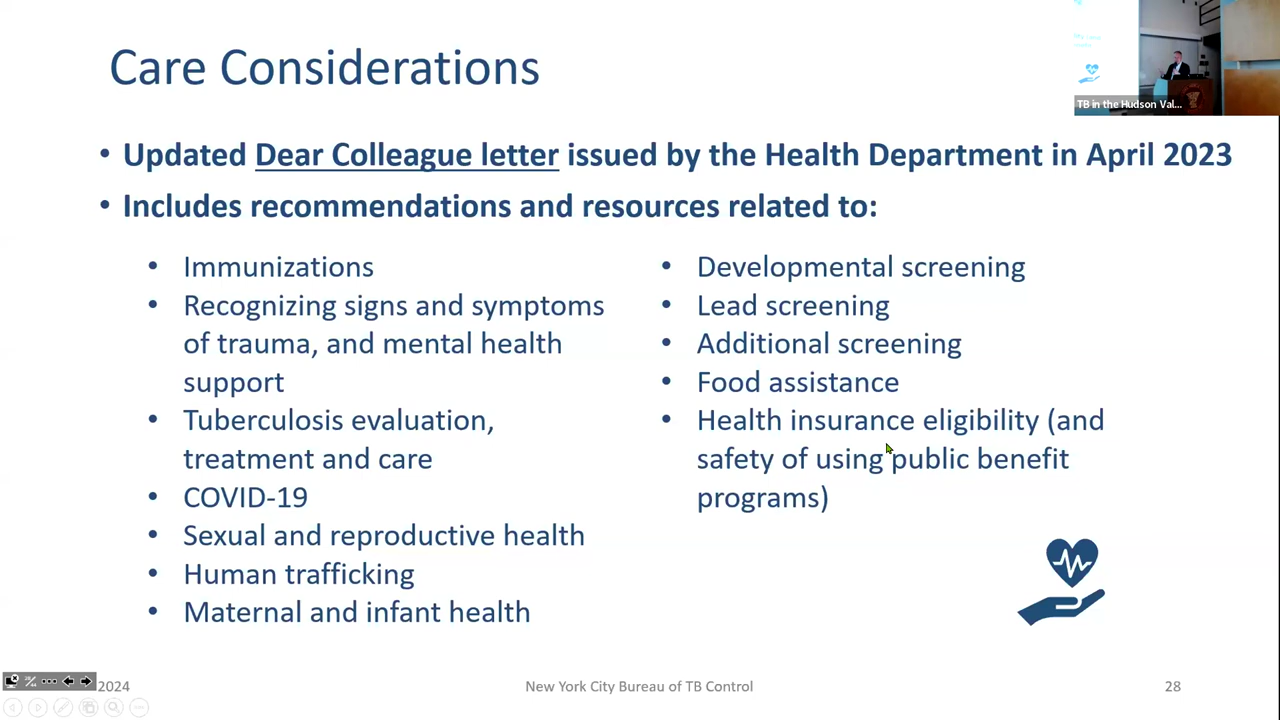 Care Considerations
TB in the Hudson Val...
• Updated Dear Colleague letter issued by the Health Department in April 2023
• Includes recommendations and resources related to:
• Immunizations
• Recognizing signs and symptoms
of trauma, and mental health
support
• Tuberculosis evaluation,
treatment and care
• COVID-19
• Sexual and reproductive health
• Human trafficking
• Maternal and infant health
• Developmental screening
• Lead screening
• Additional screening
• Food assistance
• Health insurance eligibility (and
safety of using public benefit
programs)
2024
New York City Bureau of TB Control
28